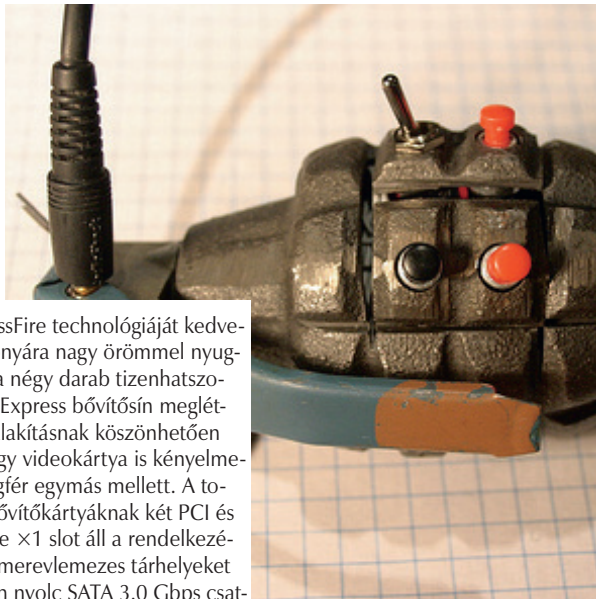 ssFire technológiáját kedve-
nyára nagy örömmel nyug-
a négy darab tizenhatszo-
Express bővítősín meglét-
lakításnak köszönhetően
gy videokártya is kényelme-
gfér egymás mellett. A to-
ővítőkártyáknak két PCI és
e ×1 slot áll a rendelkezé-
merevlemezes tárhelyeket
n nyolc SATA 3.0 Gbps csat-